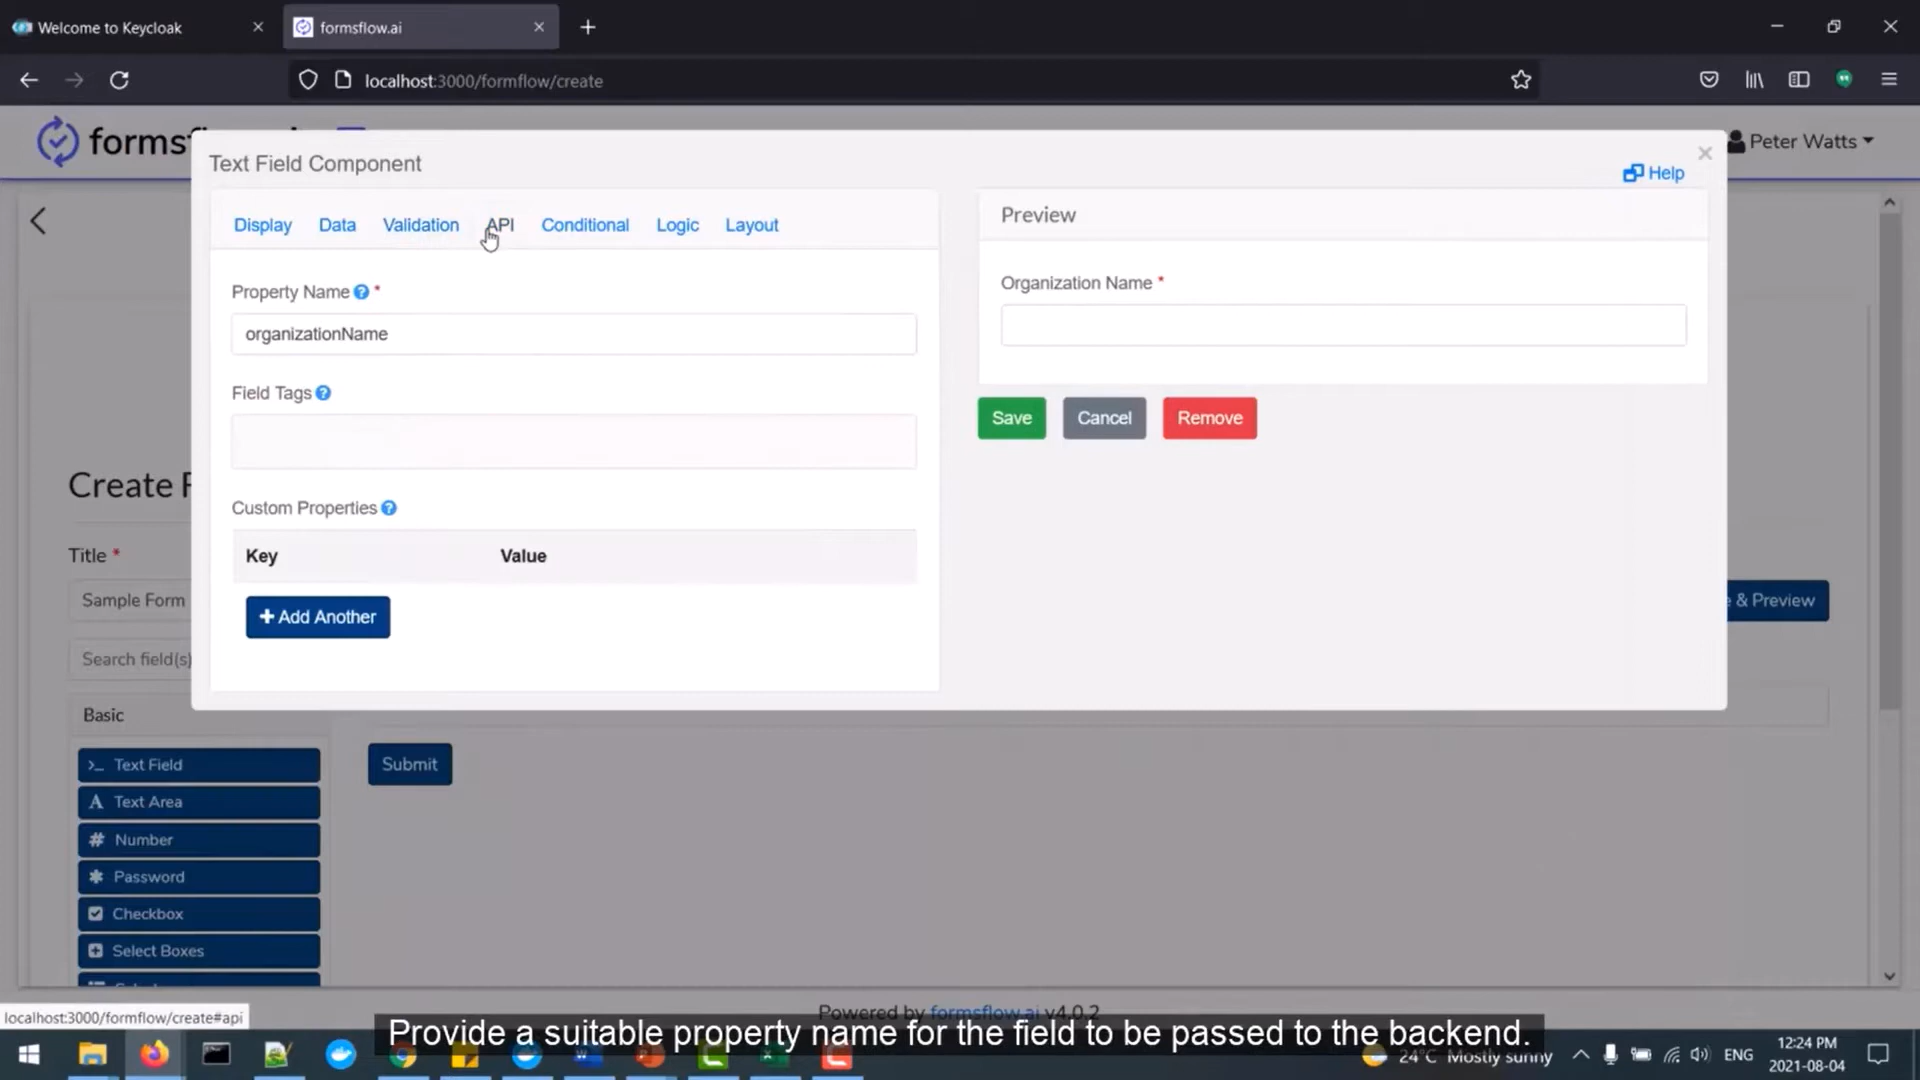 Welcome to Keycloak
formsflow.ai
localhost:3000/formflow/create
forms
Peter Watts
Text Field Component
Help
Display Data Validation API Conditional Logic Layout
Preview
Property Name *
organizationName
Organization Name *
Field Tags
Save Cancel Remove
Custom Properties
Key Value
+ Add Another
Create F
Title *
Sample Form
& Preview
Search field(s)
Basic
Text Field
Text Area
Number
Password
Checkbox
Select Boxes
Submit
localhost:3000/formflow/create#api
Powered by formsflow.ai v4.0.2
Provide a suitable property name for the field to be passed to the backend.
24°C Mostly sunny
ENG
12:24 PM
2021-08-04